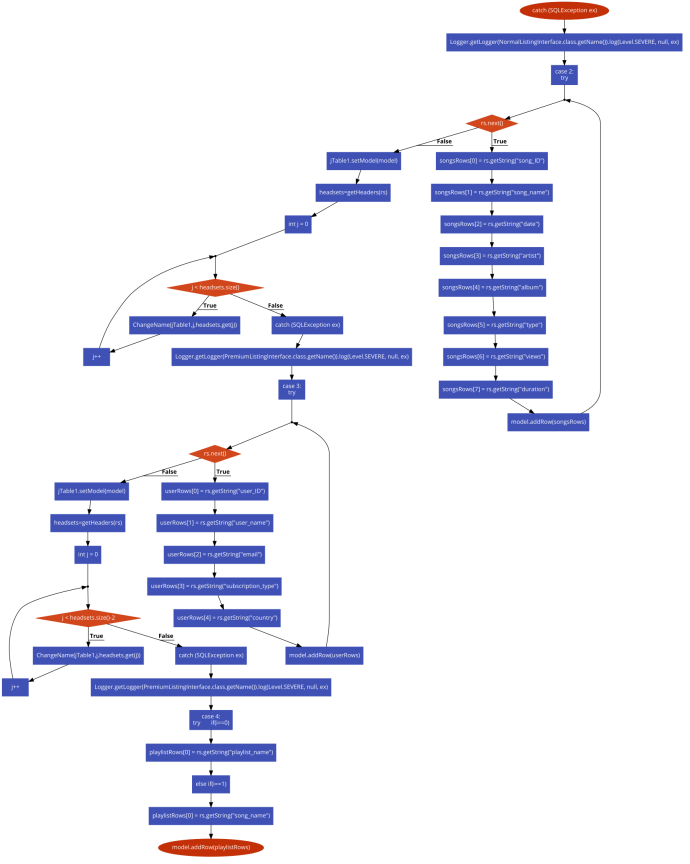 catch (SQLException ex)
Logger.getLogger(NormalListingInterface.class.getName()).log(Level.SEVERE, null, ex)
case 2:
try
rs.next()
False
True
jTable1.setModel(model)
songsRows[0] = rs.getString("song_ID")
headsets=getHeaders(rs)
songsRows[1] = rs.getString("song_name")
int j = 0
songsRows[2] = rs.getString("date")
songsRows[3] = rs.getString("artist")
j < headsets.size()
songsRows[4] = rs.getString("album")
True
False
ChangeName(jTable1,j,headsets.get(j))
catch (SQLException ex)
songsRows[5] = rs.getString("type")
j++
Logger.getLogger(PremiumListingInterface.class.getName()).log(Level.SEVERE, null, ex)
songsRows[6] = rs.getString("views")
case 3:
try
songsRows[7] = rs.getString("duration")
model.addRow(songsRows)
rs.next()
False
True
jTable1.setModel(model)
userRows[0] = rs.getString("user_ID")
headsets=getHeaders(rs)
userRows[1] = rs.getString("user_name")
int j = 0
userRows[2] = rs.getString("email")
userRows[3] = rs.getString("subscription_type")
j < headsets.size()-2
userRows[4] = rs.getString("country")
True
False
ChangeName(jTable1,j,headsets.get(j))
catch (SQLException ex)
model.addRow(userRows)
j++
Logger.getLogger(PremiumListingInterface.class.getName()).log(Level.SEVERE, null, ex)
case 4:
try if(i==0)
playlistRows[0] = rs.getString("playlist_name")
else if(i==1)
playlistRows[0] = rs.getString("song_name")
model.addRow(playlistRows)